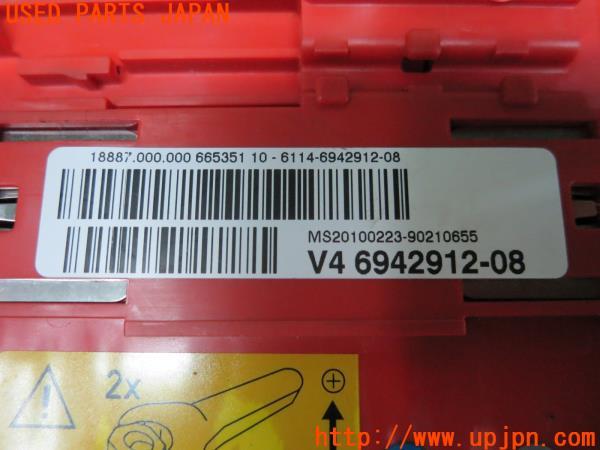 USED PARTS JAPAN
18887.000.000 665351 10 - 6114-6942912-08
MS20100223-90210655
V4 6942912-08
2x
http://www.upjpn.com/